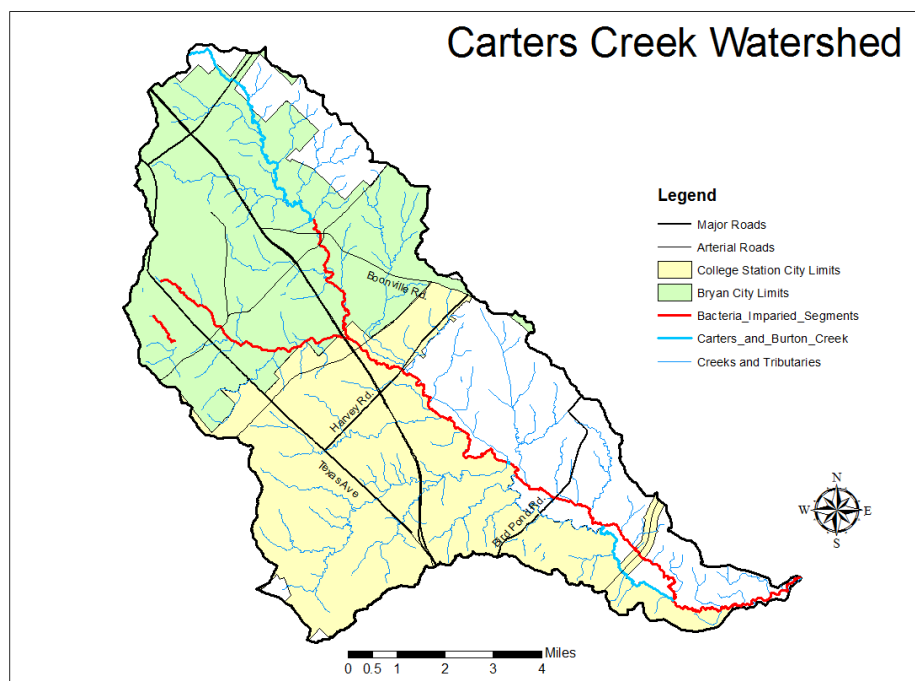 Carters Creek Watershed
Legend
Major Roads
Arterial Roads
College Station City Limits
Bryan City Limits
Bacteria_Imparied_Segments
Carters_and_Burton_Creek
Creeks and Tributaries
Boonville Rd.
Harvey Rd.
Texas Ave
Bird Pond Rd.
N
W E
S
Miles
0 0.5 1 2 3 4